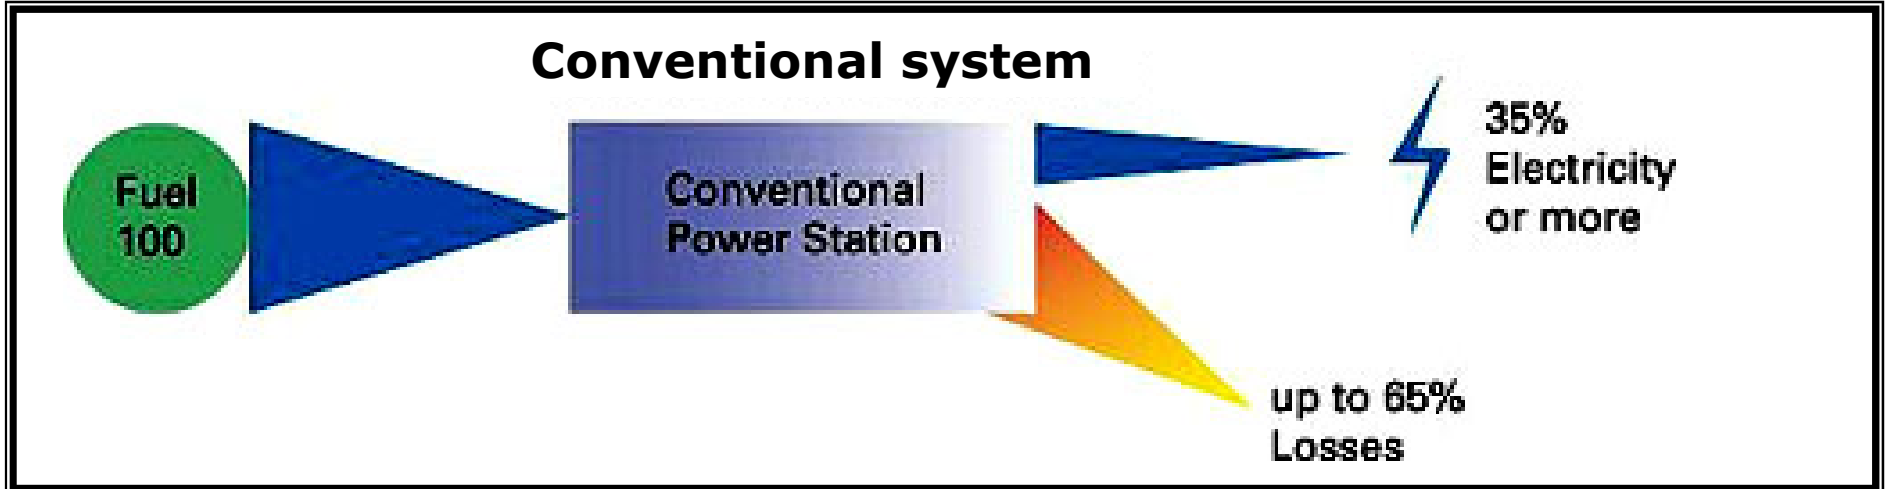 Conventional system
Fuel
100
Conventional
Power Station
35%
Electricity
or more
up to 65%
Losses